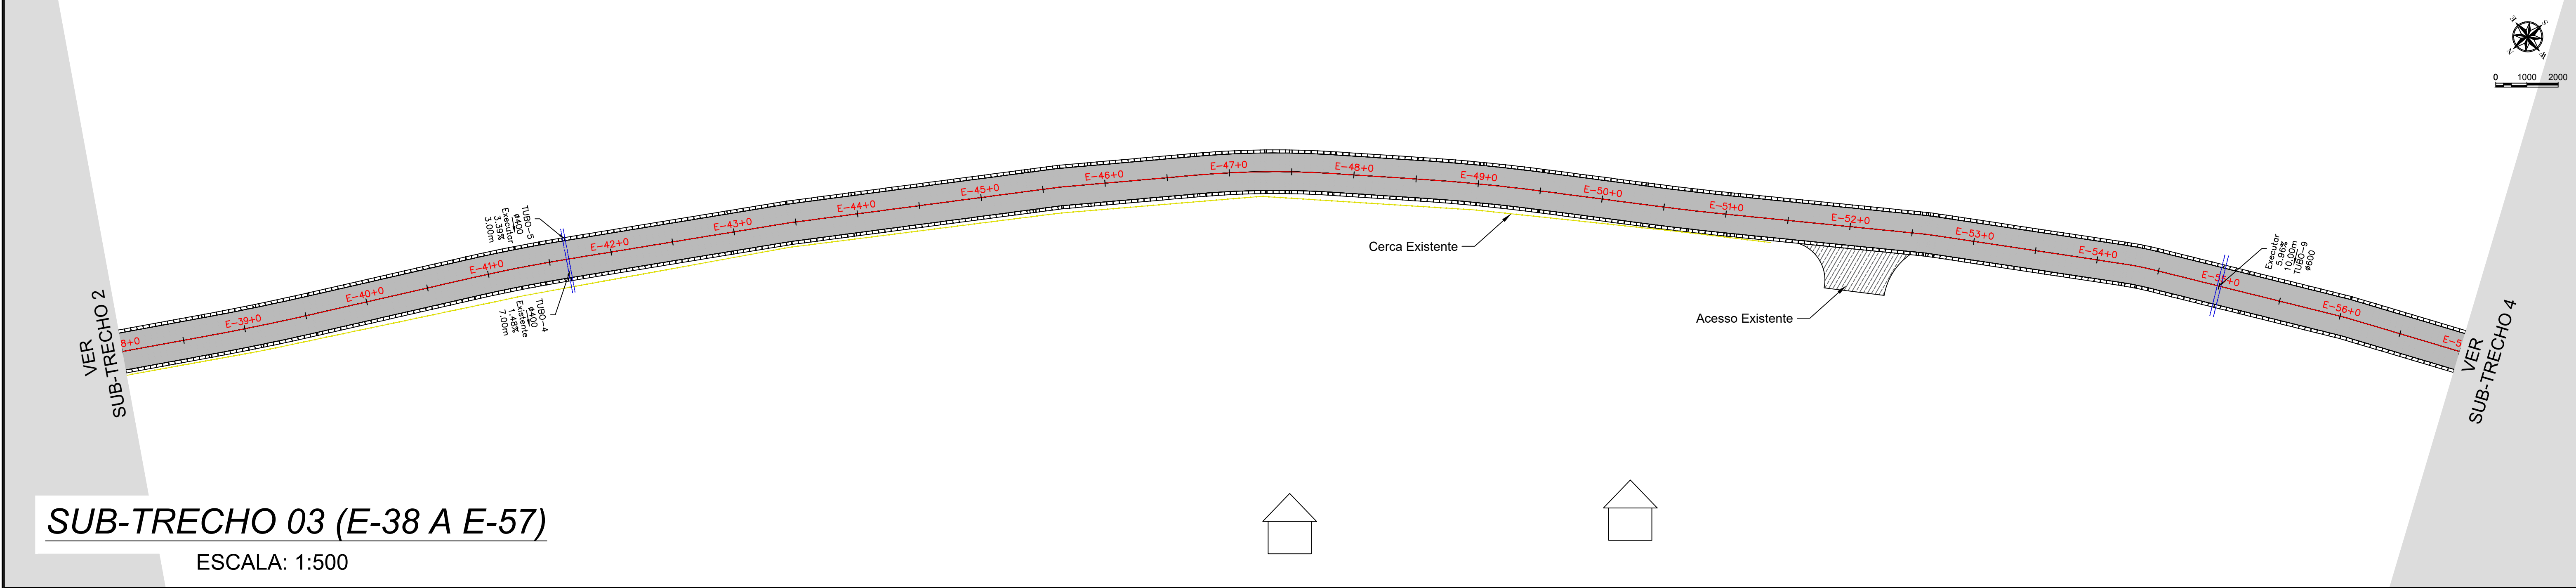 0 1000 2000
VER
SUB-TRECHO 2
8+0
E-39+0
E-40+0
E-41+0
TUBO-5
ø400
Executar
3.39%
3.00m
TUBO-4
ø400
Existente
1.48%
7.00m
E-42+0
E-43+0
E-44+0
E-45+0
E-46+0
E-47+0
E-48+0
E-49+0
Cerca Existente
E-50+0
E-51+0
E-52+0
Acesso Existente
E-53+0
E-54+0
E-55+0
Executar
5.96%
10.00m
TUBO-9
ø600
E-56+0
E-5
VER
SUB-TRECHO 4
SUB-TRECHO 03 (E-38 A E-57)
ESCALA: 1:500